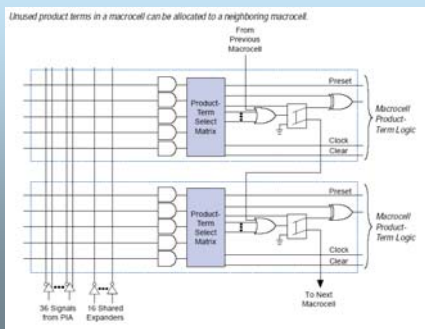 Unused product terms in a macrocell can be allocated to a neighboring macrocell.
From
Previous
Macrocell
Preset
Product-
Term
Select
Matrix
Macrocell
Product-
Term Logic
Clock
Clear
Preset
Product-
Term
Select
Matrix
Macrocell
Product-
Term Logic
Clock
Clear
36 Signals
from PIA
16 Shared
Expanders
To Next
Macrocell